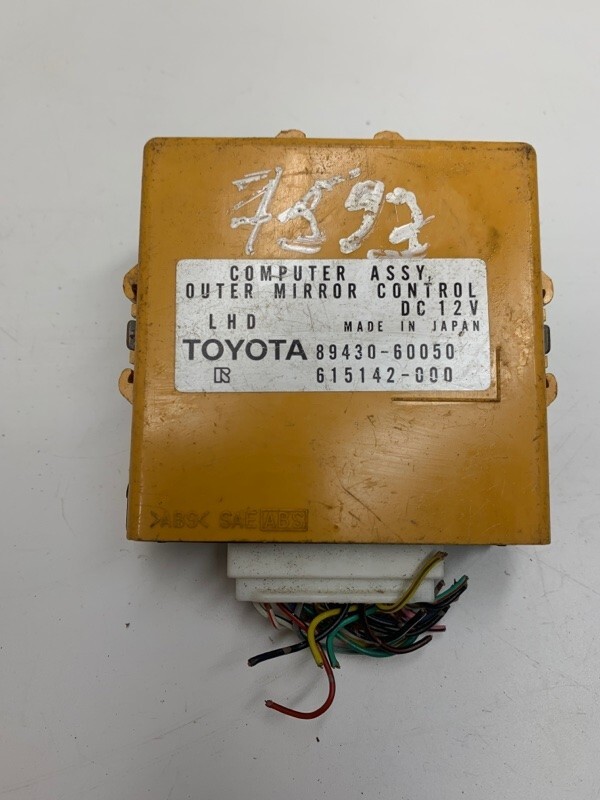 7592
COMPUTER ASSY,
OUTER MIRROR CONTROL
DC 12V
LHD MADE IN JAPAN
TOYOTA 89430-60050
R 615142-000
>ABS< SAE ABS